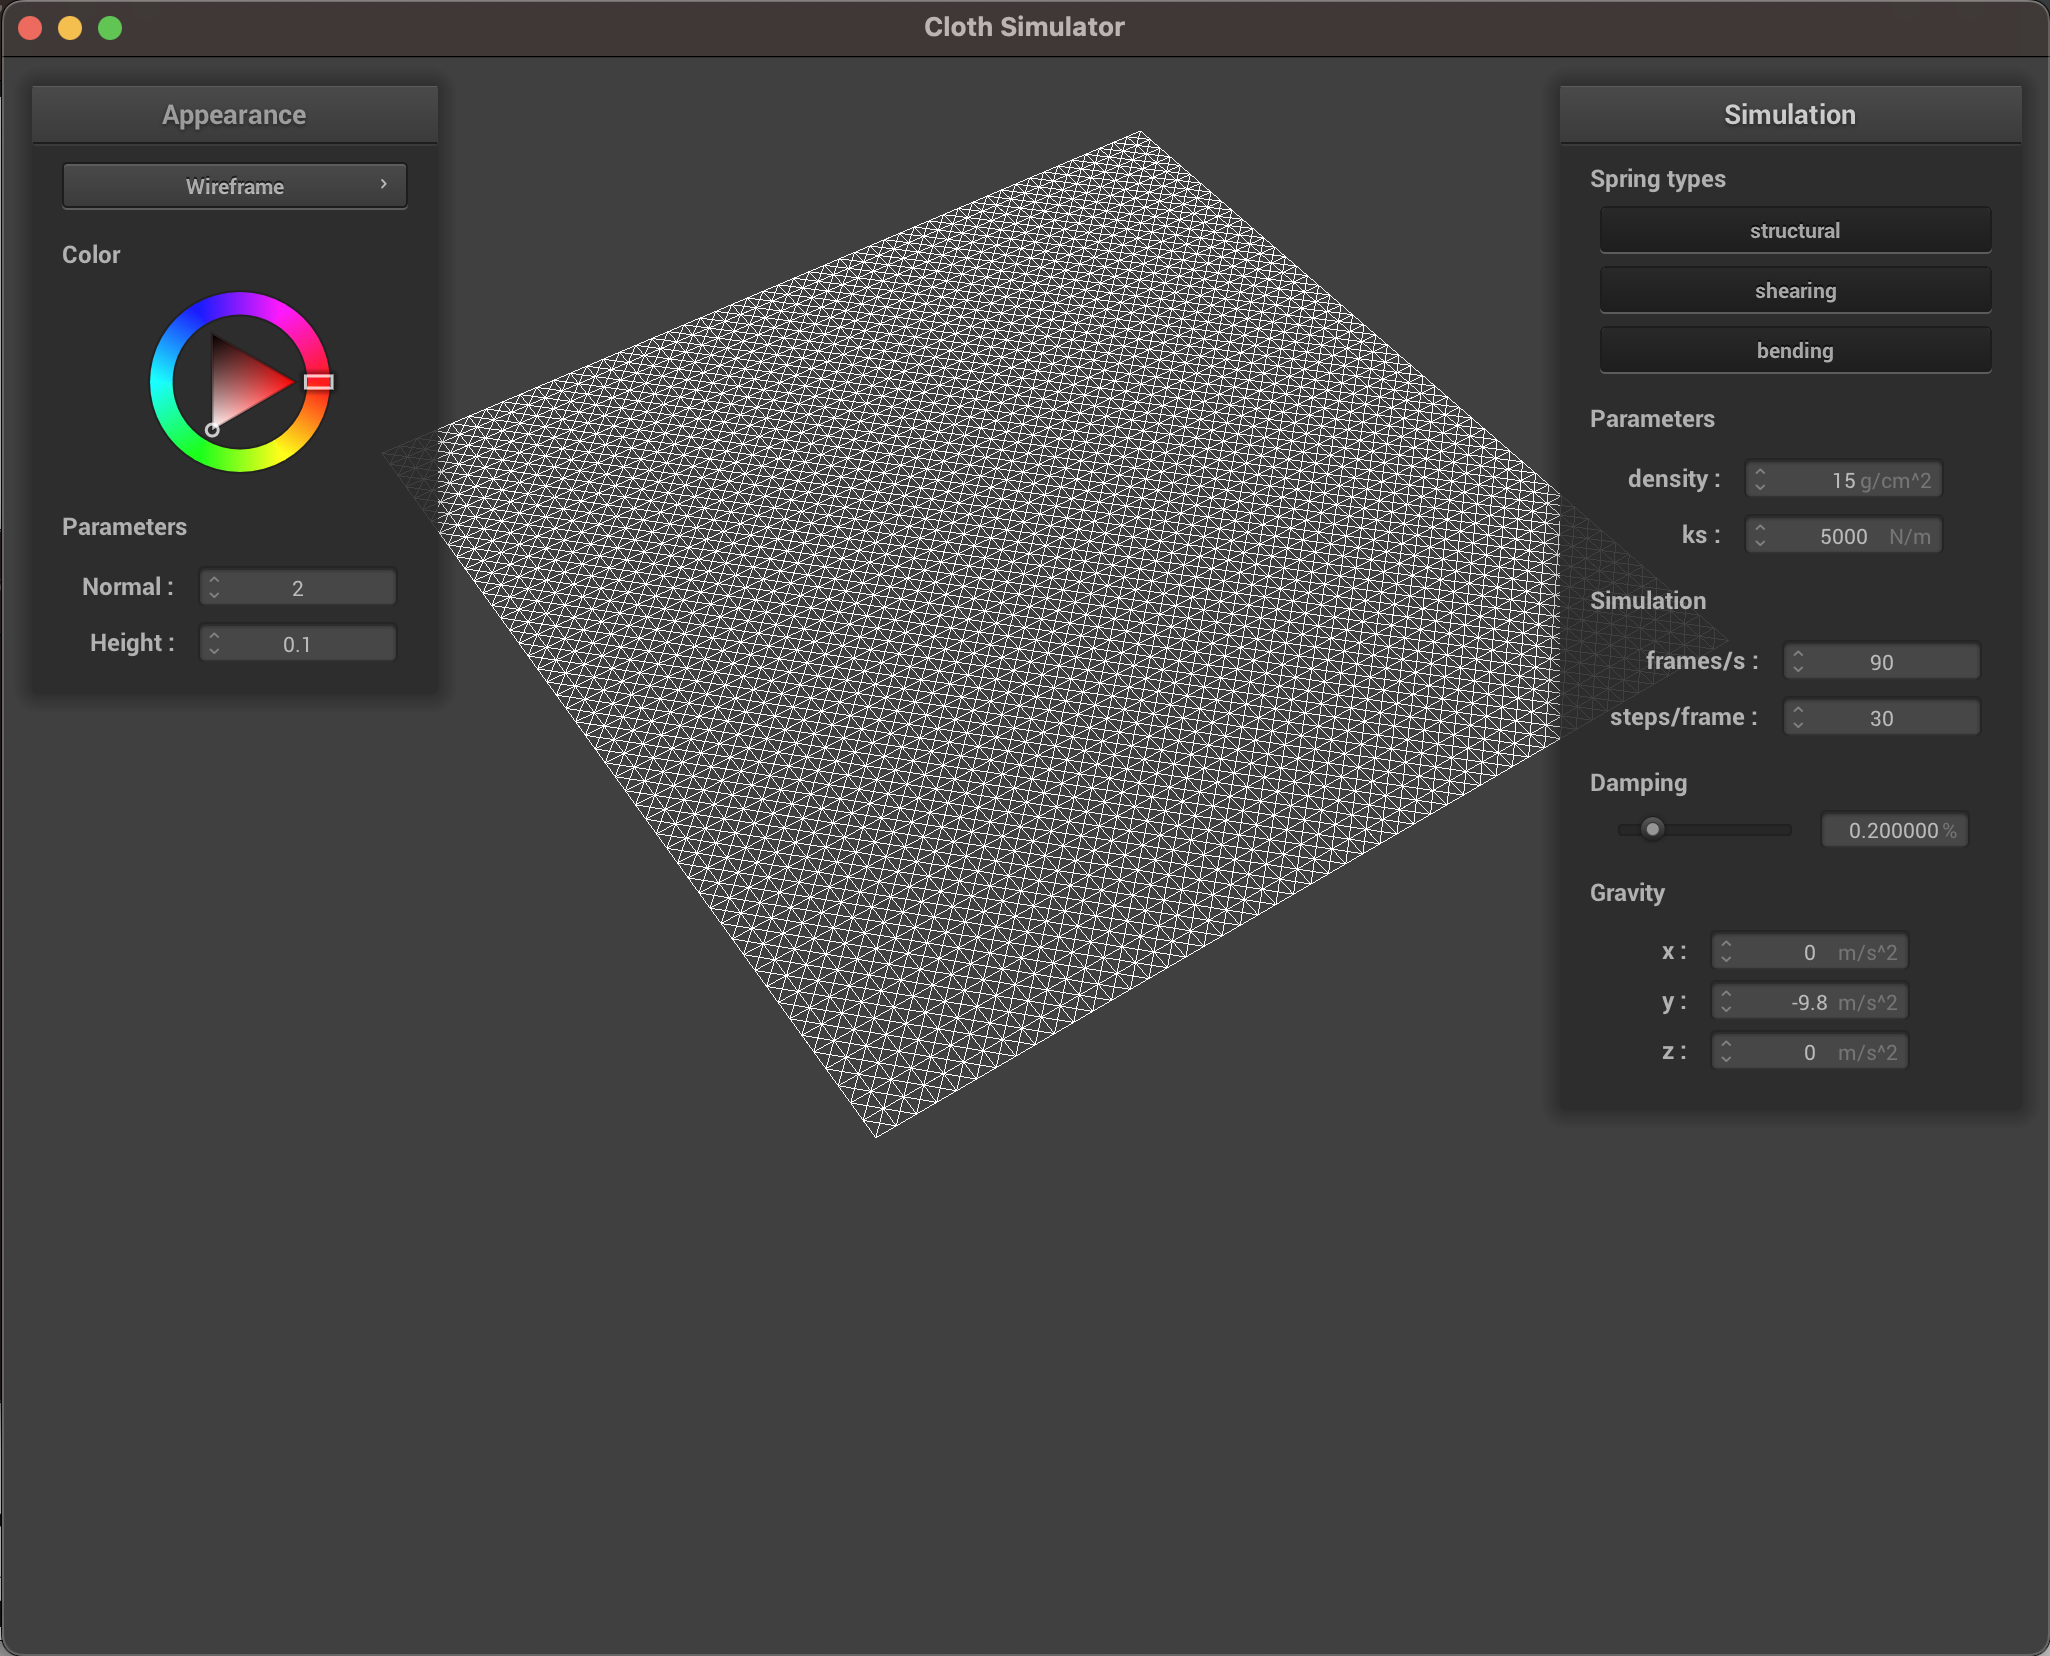 Cloth Simulator
Appearance
Wireframe
Color
Parameters
Normal : 2
Height : 0.1
Simulation
Spring types
structural
shearing
bending
Parameters
density : 15 g/cm^2
ks : 5000 N/m
Simulation
frames/s : 90
steps/frame : 30
Damping
0.200000 %
Gravity
x : 0 m/s^2
y : -9.8 m/s^2
z : 0 m/s^2